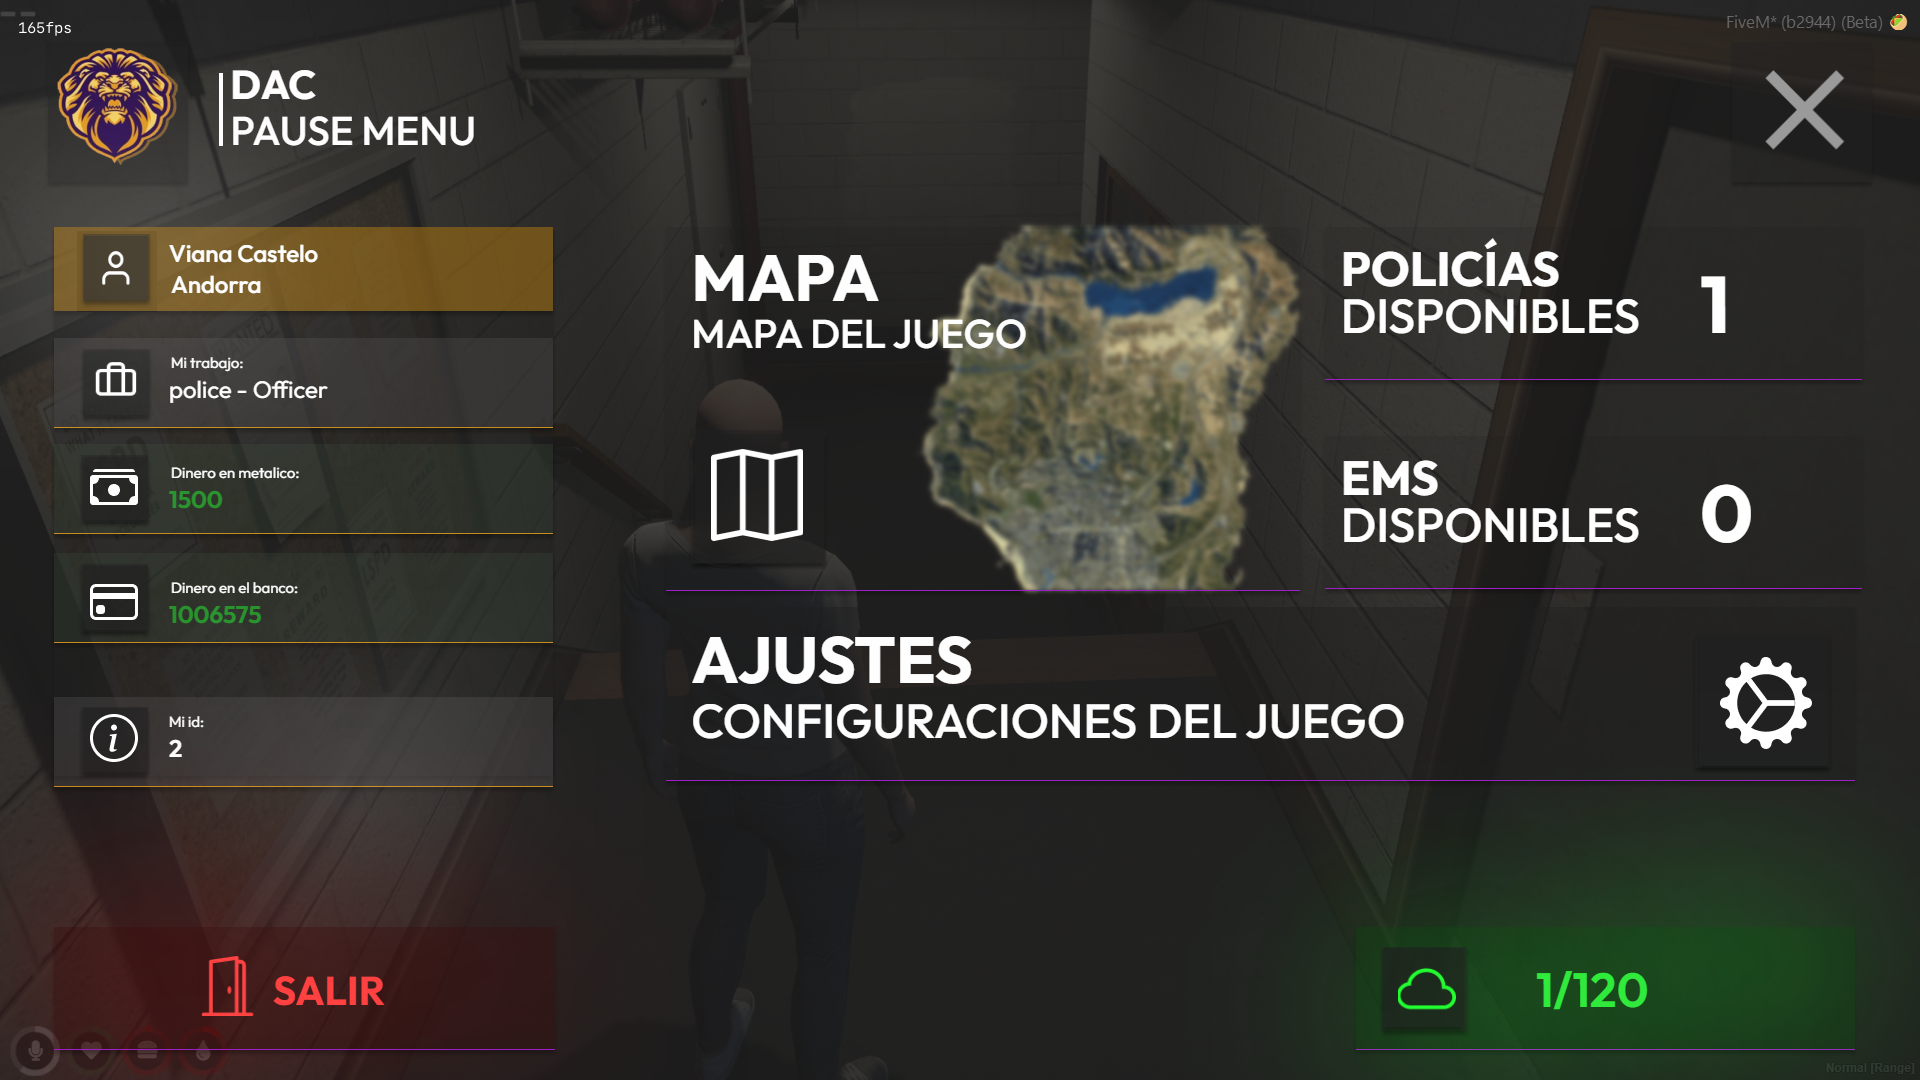 165fps
FiveM* (b2944) (Beta)
DAC
PAUSE MENU
Viana Castelo
Andorra
Mi trabajo:
police - Officer
Dinero en metalico:
1500
Dinero en el banco:
1006575
Mi id:
2
SALIR
MAPA
MAPA DEL JUEGO
POLICÍAS
DISPONIBLES
1
EMS
DISPONIBLES
0
AJUSTES
CONFIGURACIONES DEL JUEGO
1/120
Normal [Range]